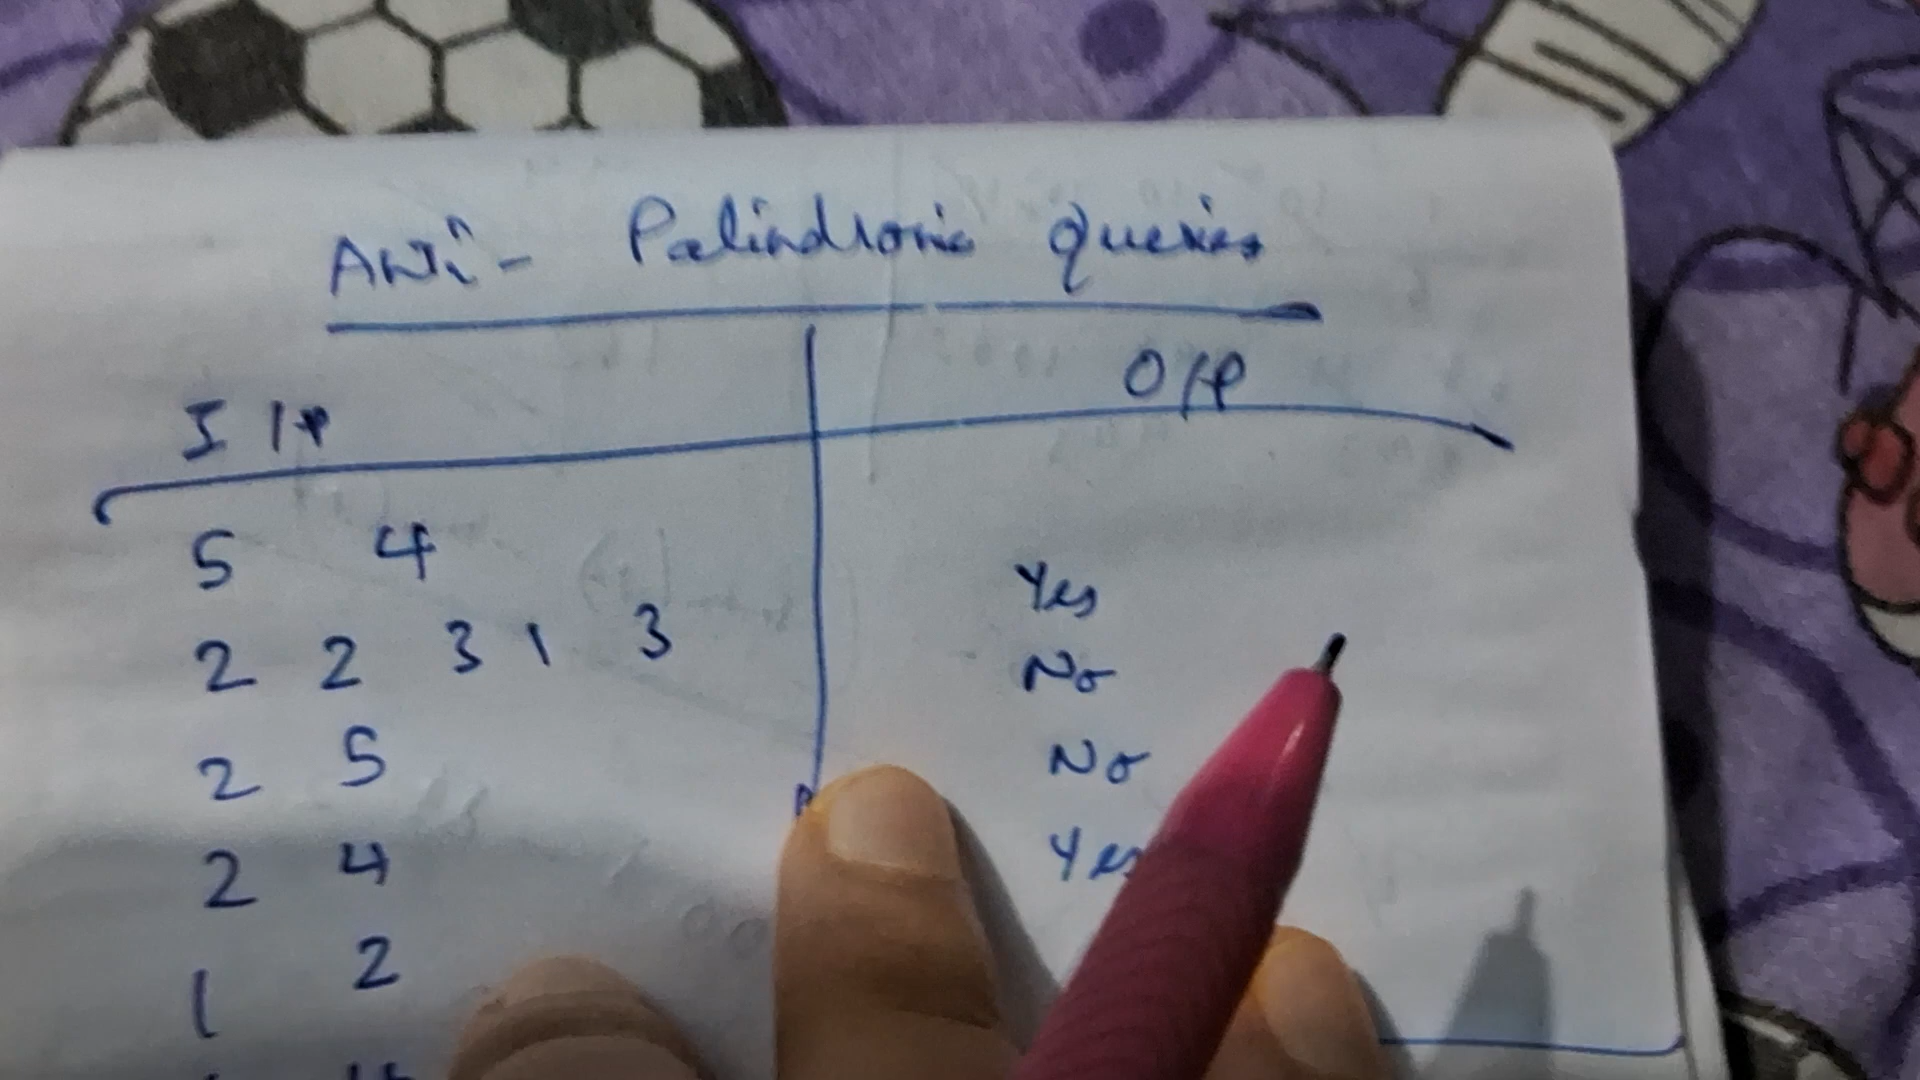 Anti- Palindromic Queries
I/P
O/P
5 4
2 2 3 1 3
2 5
2 4
1 2
Yes
No
No
Yes